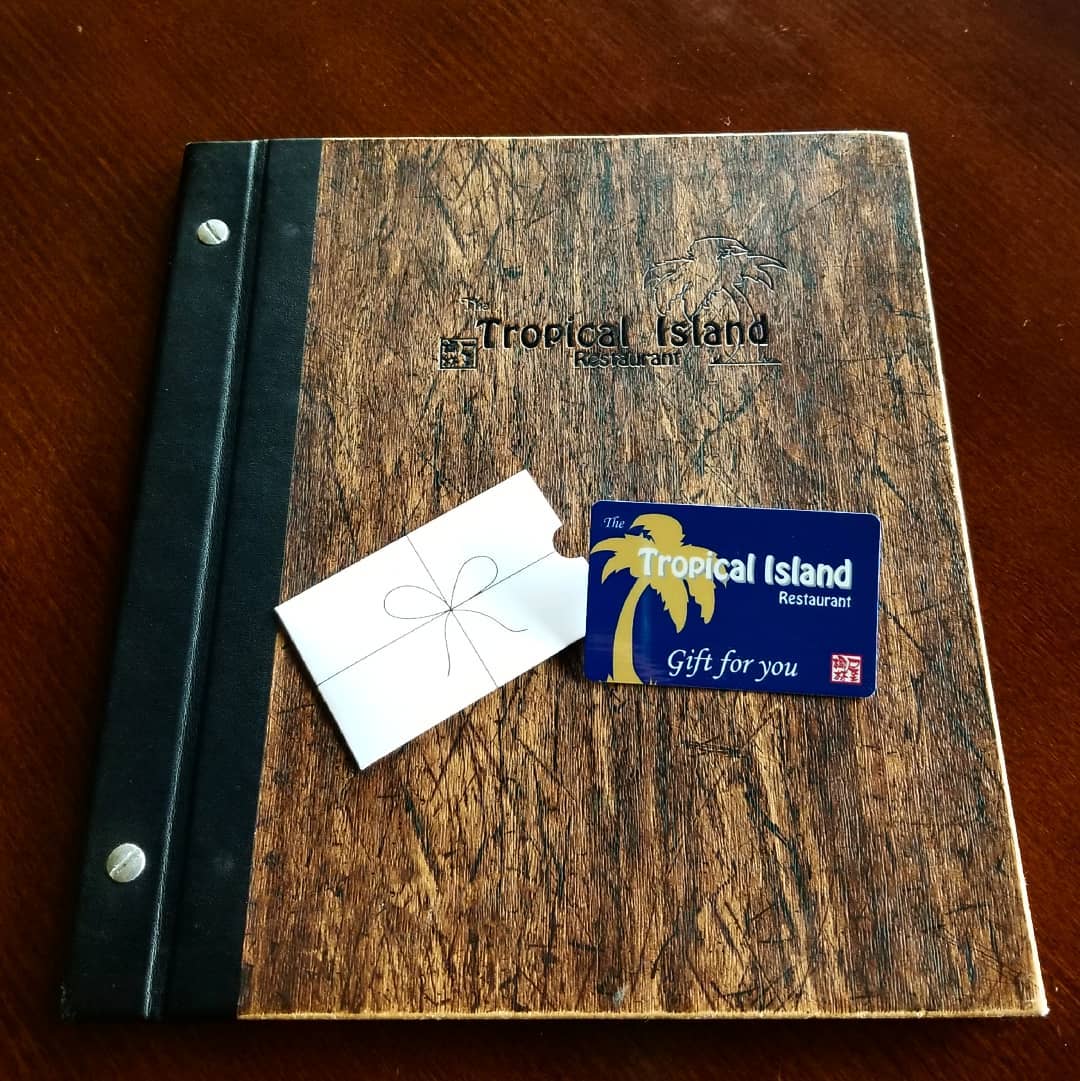 The
Tropical Island
Restaurant
The
Tropical Island
Restaurant
Gift for you